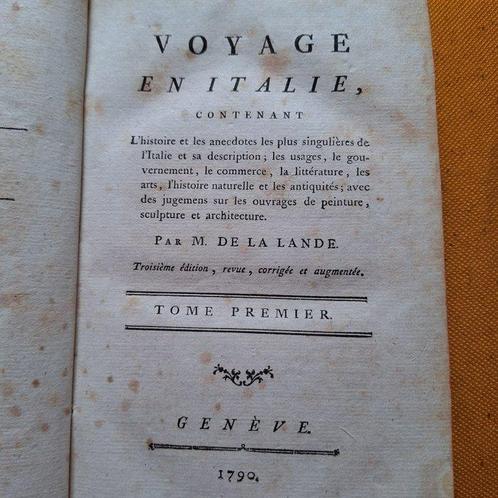 VOYAGE
EN ITALIE,
CONTENANT
L'histoire et les anecdotes les plus singulières de
l'Italie et sa description; les usages, le gou-
vernement, le commerce, la littérature, les
arts, l'histoire naturelle et les antiquités; avec
des jugemens sur les ouvrages de peinture,
sculpture et architecture.
PAR M. DE LA LANDE.
Troisième édition, revue, corrigée et augmentée.
TOME PREMIER.
GENÈVE.
1790.